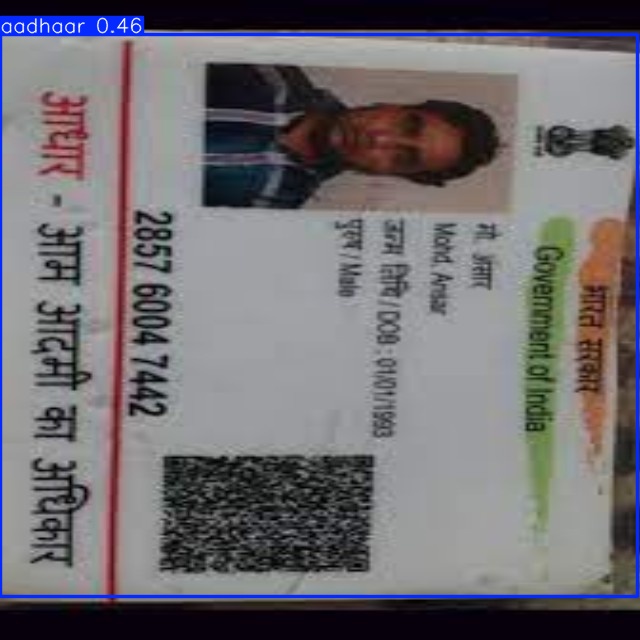 aadhaar 0.46
भारत सरकार
Government of India
Mohd. Ansar
जन्म तिथि / DOB : 01/01/1993
पुरुष / Male
2857 6004 7442
आधार - आम आदमी का अधिकार